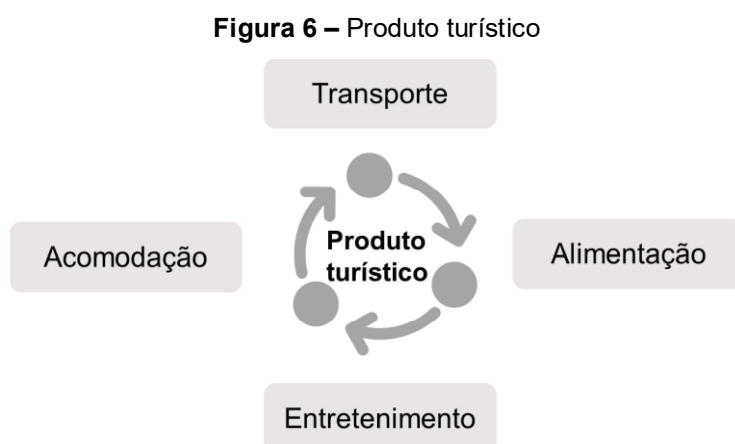 Figura 6 – Produto turístico
Transporte
Acomodação
Produto
turístico
Alimentação
Entretenimento